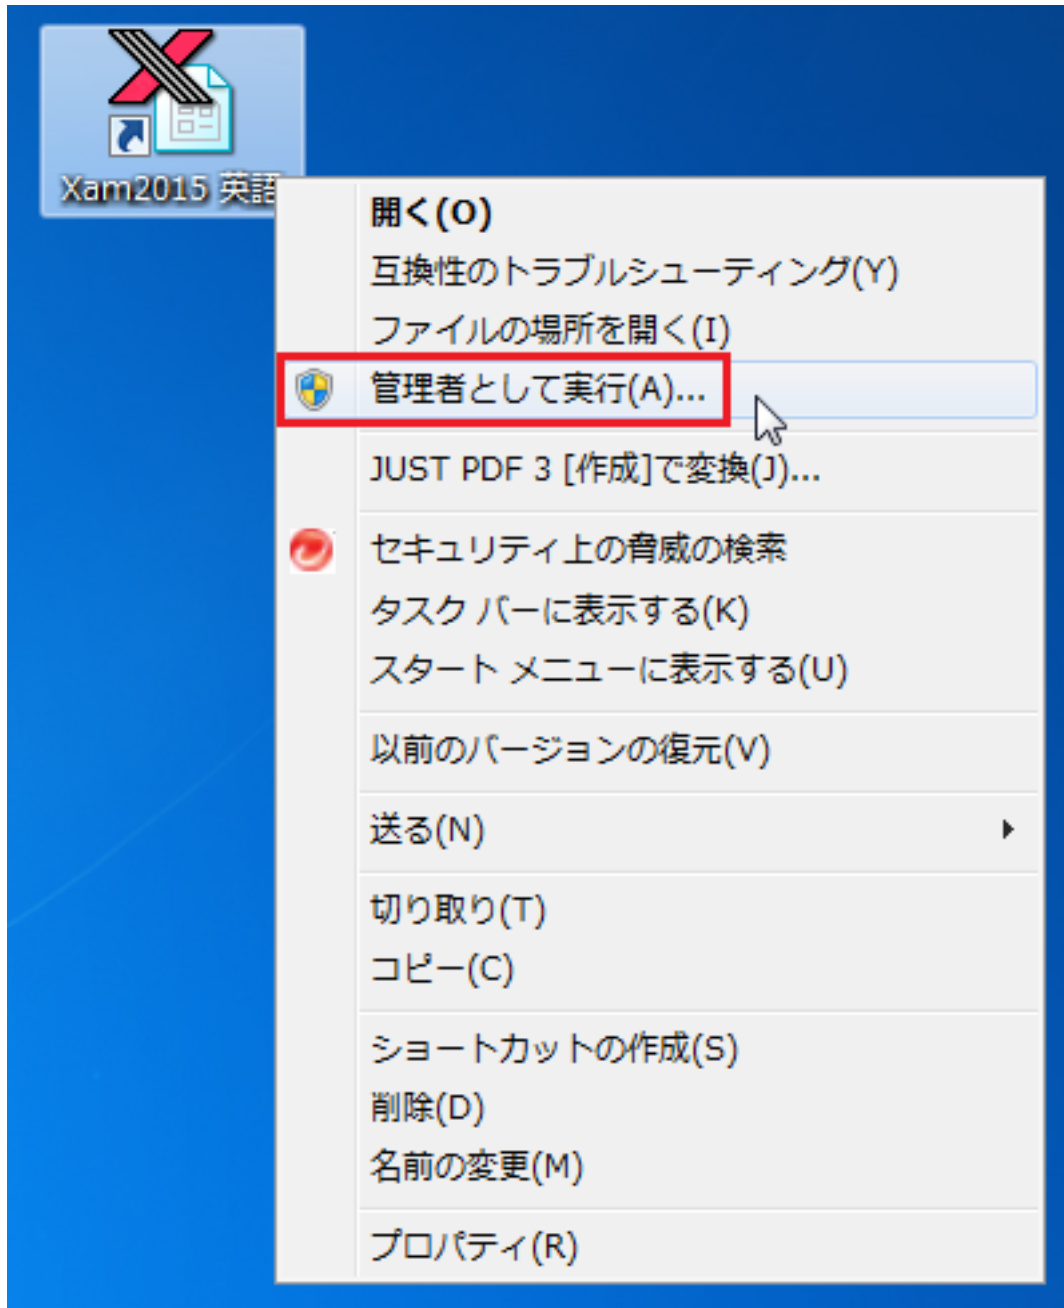 Xam2015 英語
開く(O)
互換性のトラブルシューティング(Y)
ファイルの場所を開く(I)
管理者として実行(A)...
JUST PDF 3 [作成]で変換(J)...
セキュリティ上の脅威の検索
タスク バーに表示する(K)
スタート メニューに表示する(U)
以前のバージョンの復元(V)
送る(N)
切り取り(T)
コピー(C)
ショートカットの作成(S)
削除(D)
名前の変更(M)
プロパティ(R)